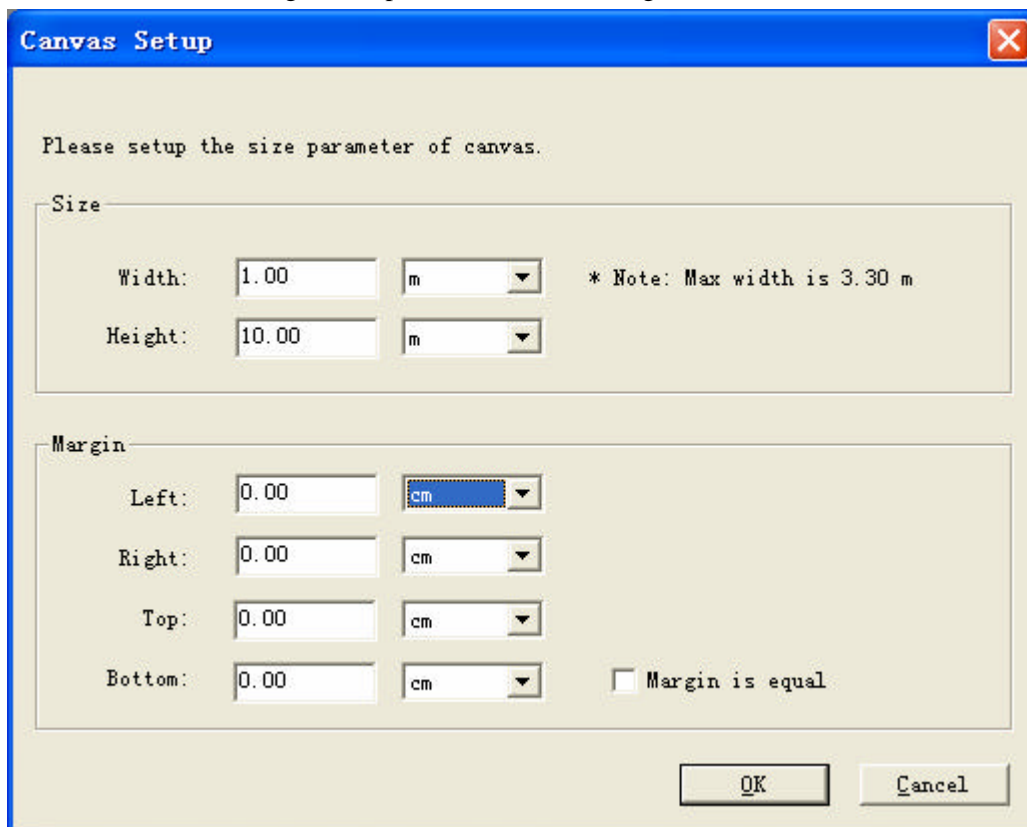 Canvas Setup
Please setup the size parameter of canvas.
Size
Width: 1.00 m * Note: Max width is 3.30 m
Height: 10.00 m
Margin
Left: 0.00 cm
Right: 0.00 cm
Top: 0.00 cm
Bottom: 0.00 cm Margin is equal
OK Cancel